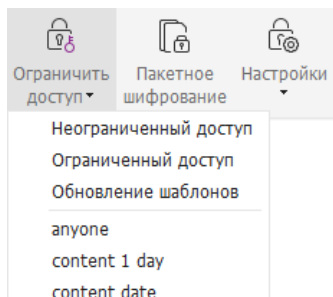 Ограничить
доступ
Пакетное
шифрование
Настройки
Неограниченный доступ
Ограниченный доступ
Обновление шаблонов
anyone
content 1 day
content date